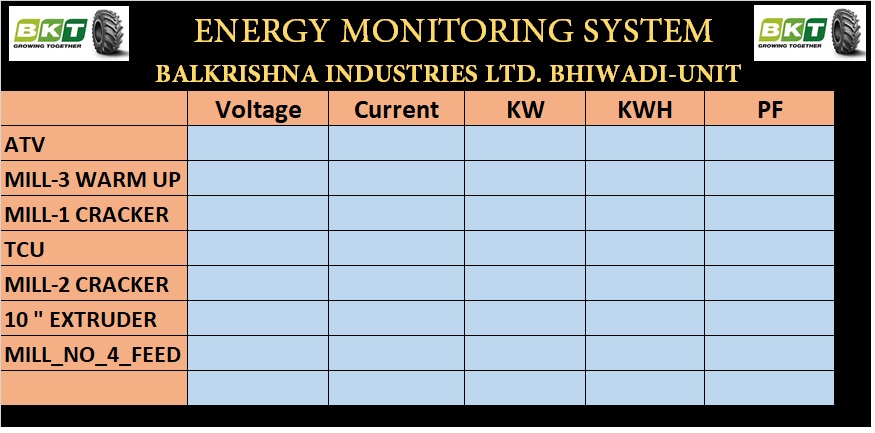 BKT
GROWING TOGETHER
ENERGY MONITORING SYSTEM
BKT
GROWING TOGETHER
BALKRISHNA INDUSTRIES LTD. BHIWADI-UNIT
Voltage Current KW KWH PF
ATV
MILL-3 WARM UP
MILL-1 CRACKER
TCU
MILL-2 CRACKER
10 " EXTRUDER
MILL_NO_4_FEED